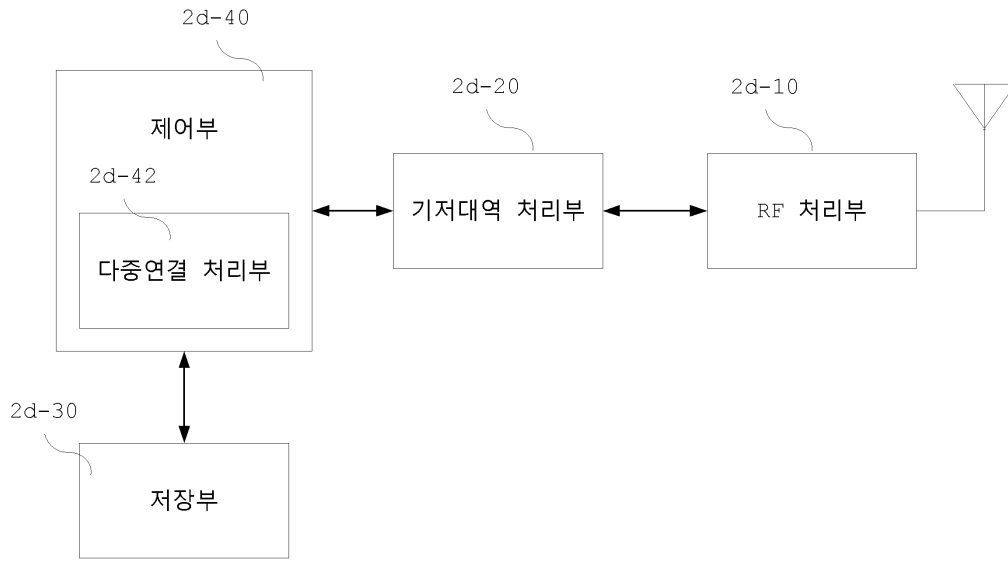 2d-40
제어부
2d-42
다중연결 처리부
2d-20
기저대역 처리부
2d-10
RF 처리부
2d-30
저장부